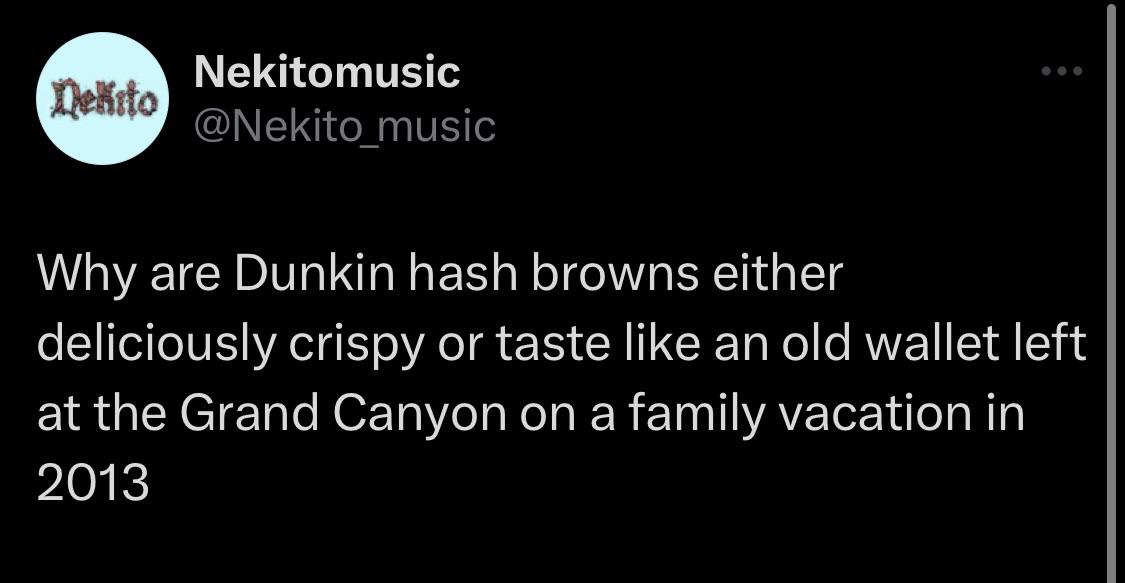 Nekito
Nekitomusic
@Nekito_music
Why are Dunkin hash browns either
deliciously crispy or taste like an old wallet left
at the Grand Canyon on a family vacation in
2013